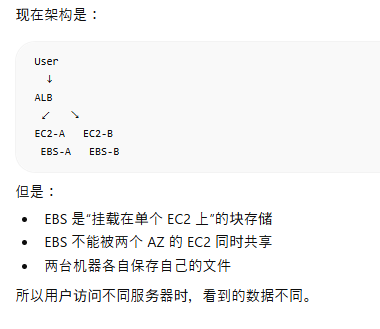 现在架构是：
User
↓
ALB
↙ ↘
EC2-A EC2-B
EBS-A EBS-B
但是：
• EBS 是“挂载在单个 EC2 上”的块存储
• EBS 不能被两个 AZ 的 EC2 同时共享
• 两台机器各自保存自己的文件
所以用户访问不同服务器时，看到的数据不同。